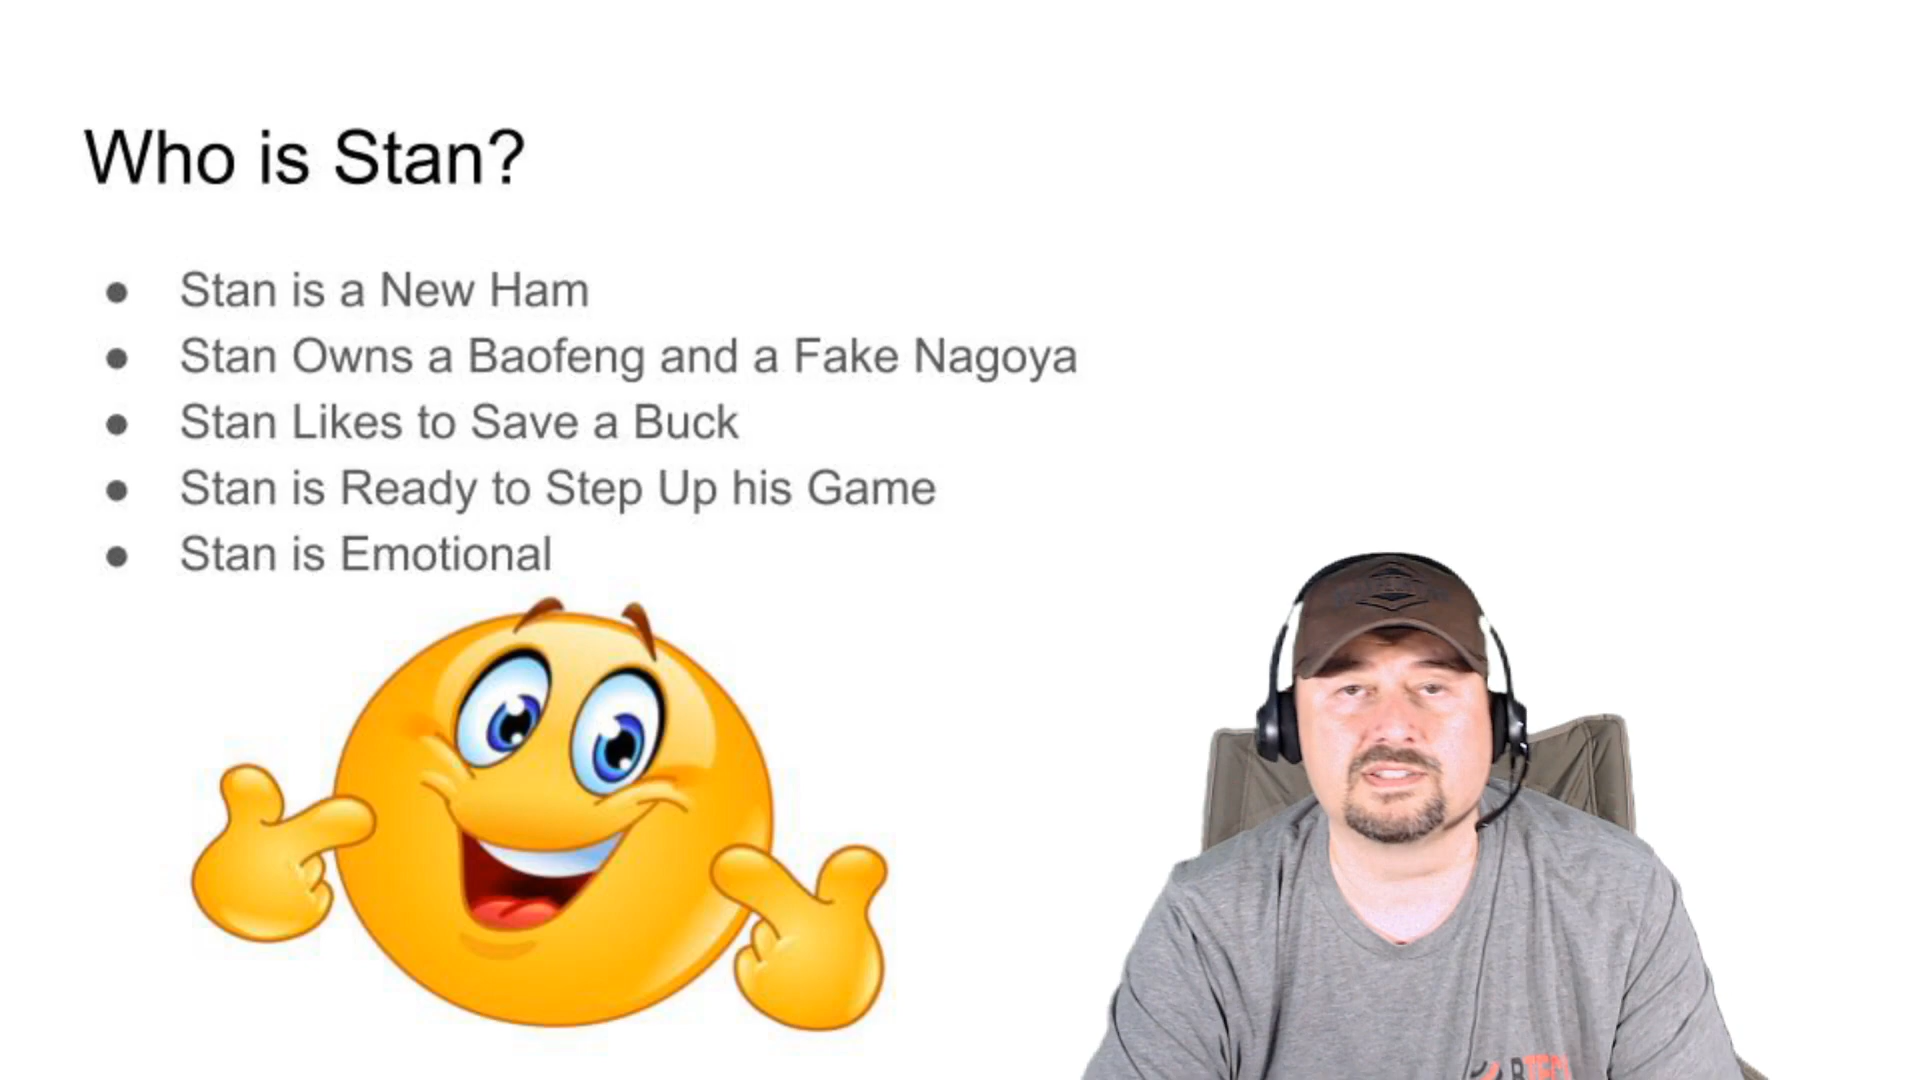 Who is Stan?
Stan is a New Ham
Stan Owns a Baofeng and a Fake Nagoya
Stan Likes to Save a Buck
Stan is Ready to Step Up his Game
Stan is Emotional